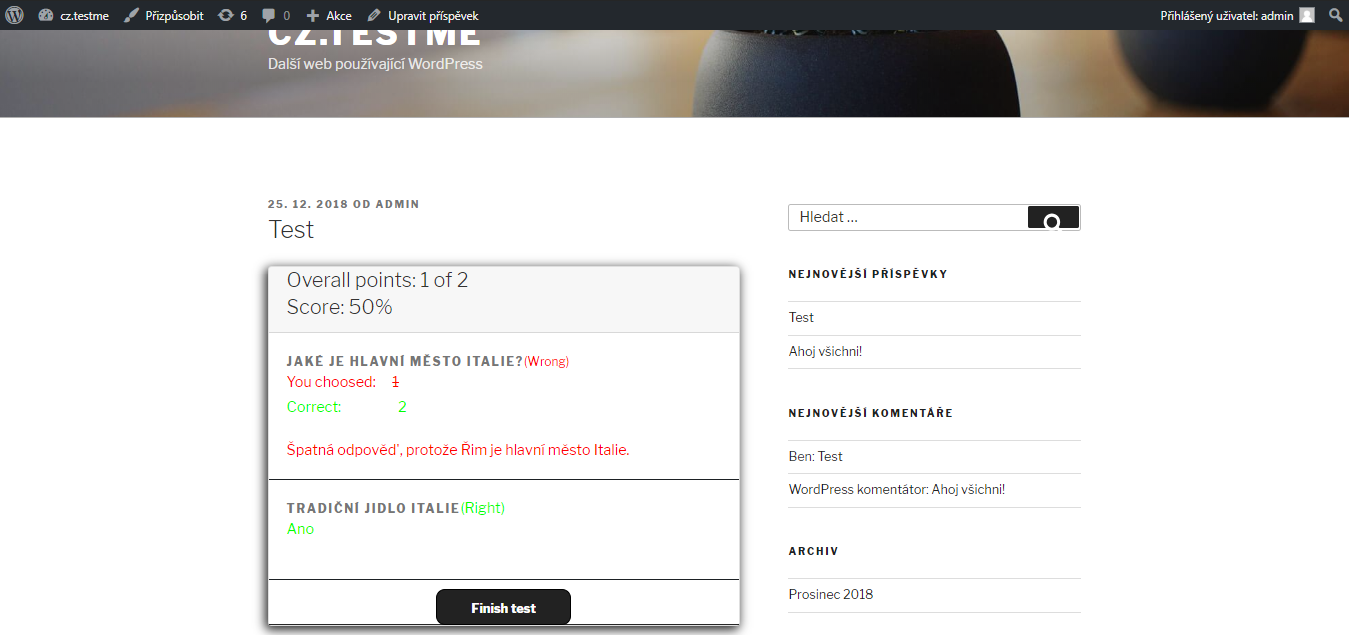 cz.testme Přizpůsobit 6 0 Akce Upravit příspěvek Přihlášený uživatel: admin
CZ.TESTME
Další web používající WordPress
25. 12. 2018 OD ADMIN
Test
Overall points: 1 of 2
Score: 50%
JAKÉ JE HLAVNÍ MĚSTO ITALIE?(Wrong)
You choosed: 1
Correct: 2
Špatná odpověď', protože Řim je hlavní město Italie.
TRADIČNÍ JIDLO ITALIE(Right)
Ano
Finish test
Hledat …
NEJNOVĚJŠÍ PŘÍSPĚVKY
Test
Ahoj všichni!
NEJNOVĚJŠÍ KOMENTÁŘE
Ben: Test
WordPress komentátor: Ahoj všichni!
ARCHIV
Prosinec 2018